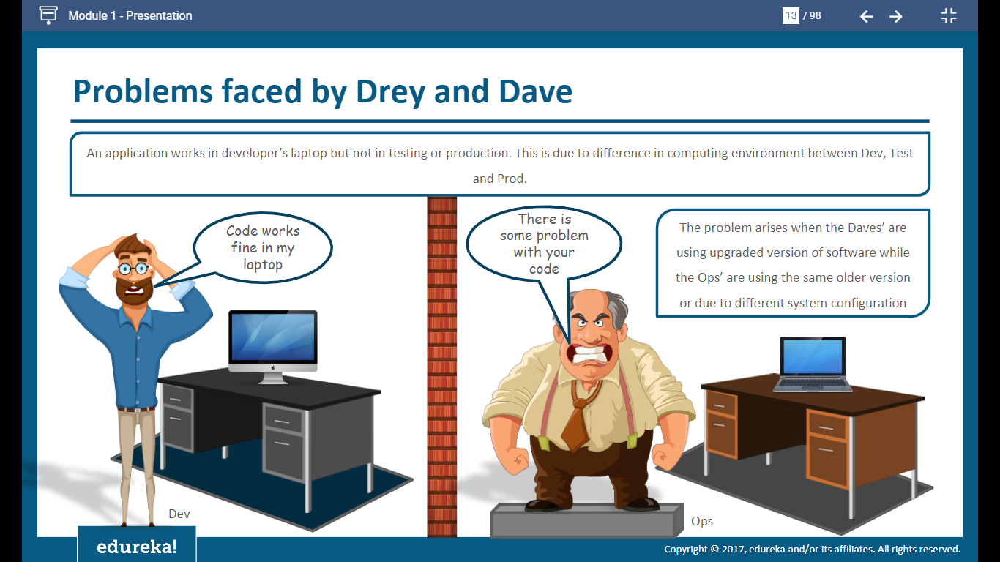 Module 1 - Presentation
13 / 98
Problems faced by Drey and Dave
An application works in developer's laptop but not in testing or production. This is due to difference in computing environment between Dev, Test
and Prod.
Code works
fine in my
laptop
There is
some problem
with your
code
The problem arises when the Daves' are
using upgraded version of software while
the Ops' are using the same older version
or due to different system configuration
Dev
Ops
edureka!
Copyright © 2017, edureka and/or its affiliates. All rights reserved.